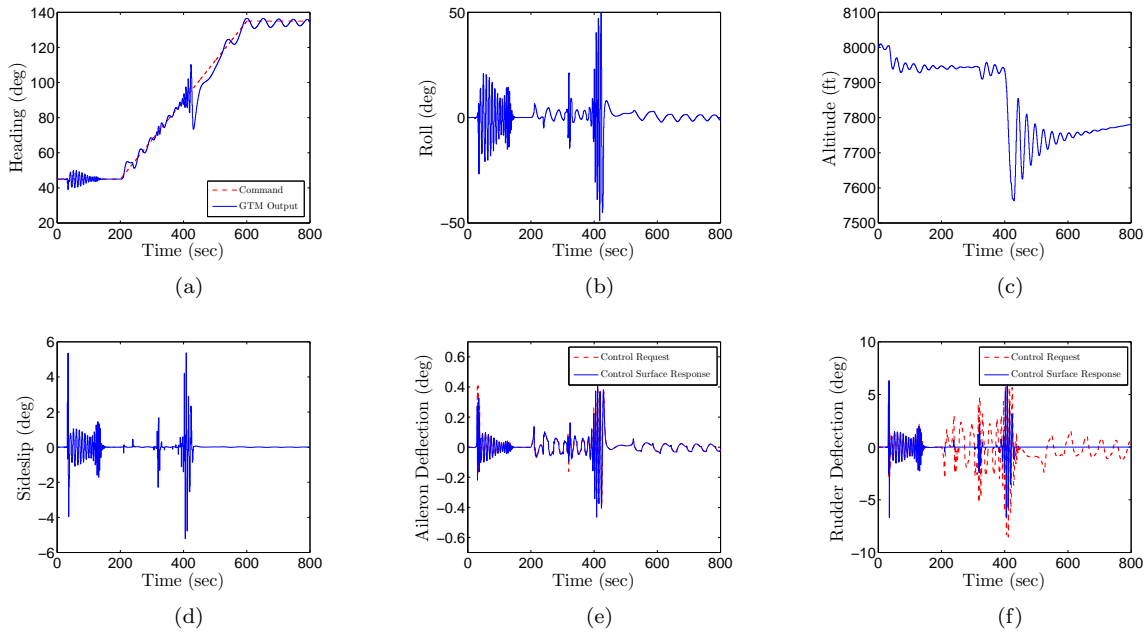 140
120
100
80
60
40
20
Heading (deg)
Command
GTM Output
0 200 400 600 800
Time (sec)
(a)
50
0
−50
Roll (deg)
0 200 400 600 800
Time (sec)
(b)
8100
8000
7900
7800
7700
7600
7500
Altitude (ft)
0 200 400 600 800
Time (sec)
(c)
6
4
2
0
−2
−4
−6
Sideslip (deg)
0 200 400 600 800
Time (sec)
(d)
0.6
0.4
0.2
0
−0.2
−0.4
−0.6
Aileron Deflection (deg)
Control Request
Control Surface Response
0 200 400 600 800
Time (sec)
(e)
10
5
0
−5
−10
Rudder Deflection (deg)
Control Request
Control Surface Response
0 200 400 600 800
Time (sec)
(f)